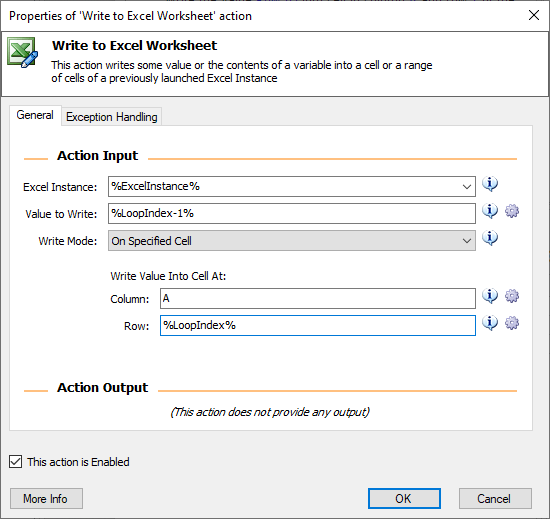 Properties of 'Write to Excel Worksheet' action
Write to Excel Worksheet
This action writes some value or the contents of a variable into a cell or a range
of cells of a previously launched Excel Instance
General
Exception Handling
Action Input
Excel Instance: %ExcelInstance%
Value to Write: %LoopIndex-1%
Write Mode: On Specified Cell
Write Value Into Cell At:
Column: A
Row: %LoopIndex%
Action Output
(This action does not provide any output)
This action is Enabled
More Info
OK
Cancel